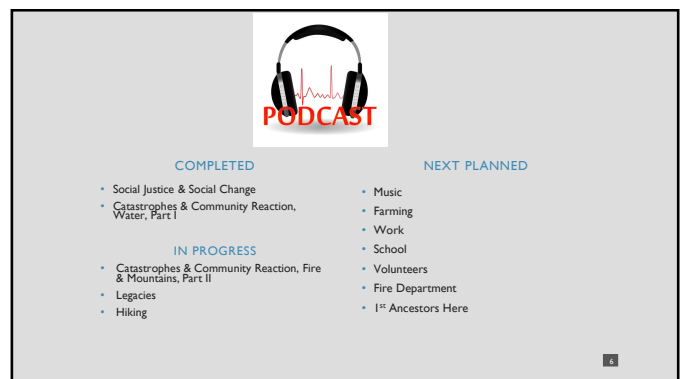 PODCAST
COMPLETED
• Social Justice & Social Change
• Catastrophes & Community Reaction,
Water, Part I
IN PROGRESS
• Catastrophes & Community Reaction, Fire
& Mountains, Part II
• Legacies
• Hiking
NEXT PLANNED
• Music
• Farming
• Work
• School
• Volunteers
• Fire Department
• 1st Ancestors Here
6